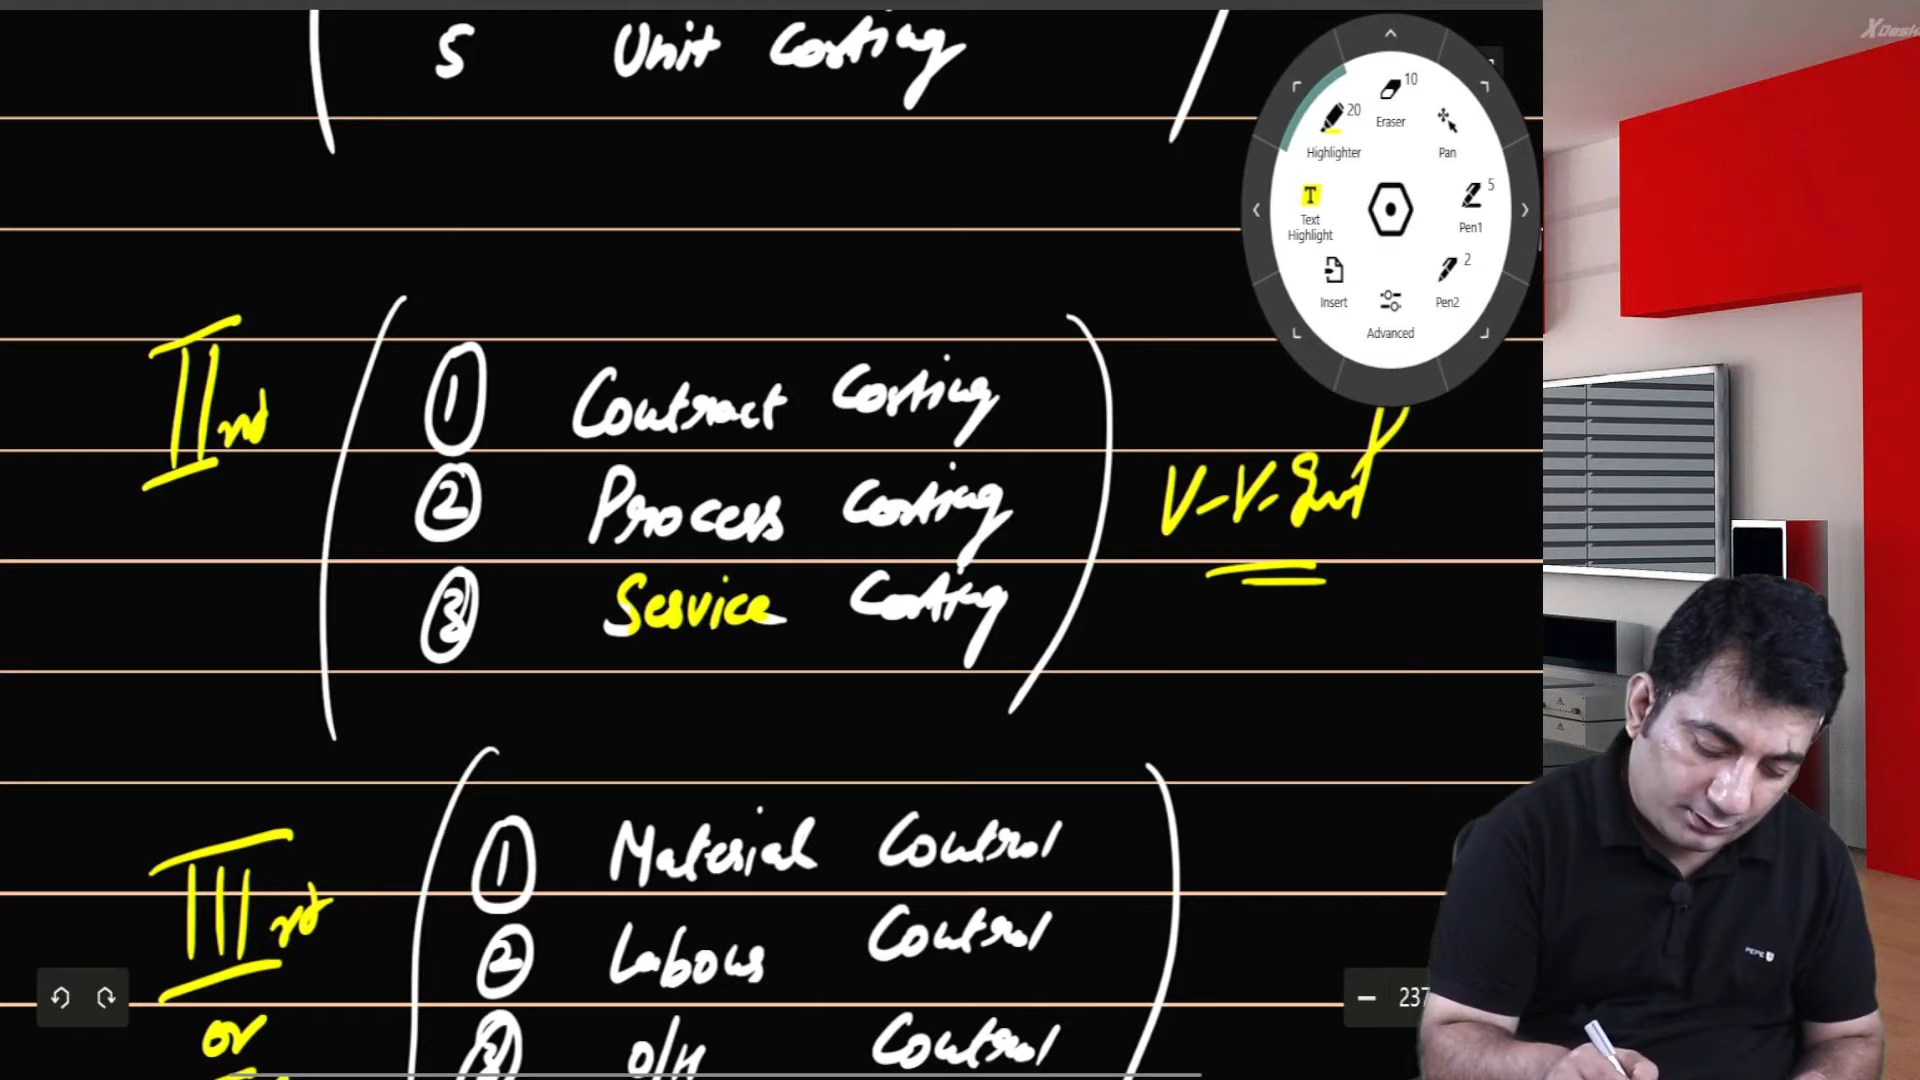 XDesk
5 Unit Costing
10
Eraser
20
Highlighter
Pan
T
Text
Highlight
5
Pen1
Insert
2
Pen2
Advanced
IInd
1 Contract Costing
2 Process Costing
3 Service Costing
V-V-Imp
IIIrd
1 Material Control
2 Labour Control
3 O/H Control
or
237
PEPE